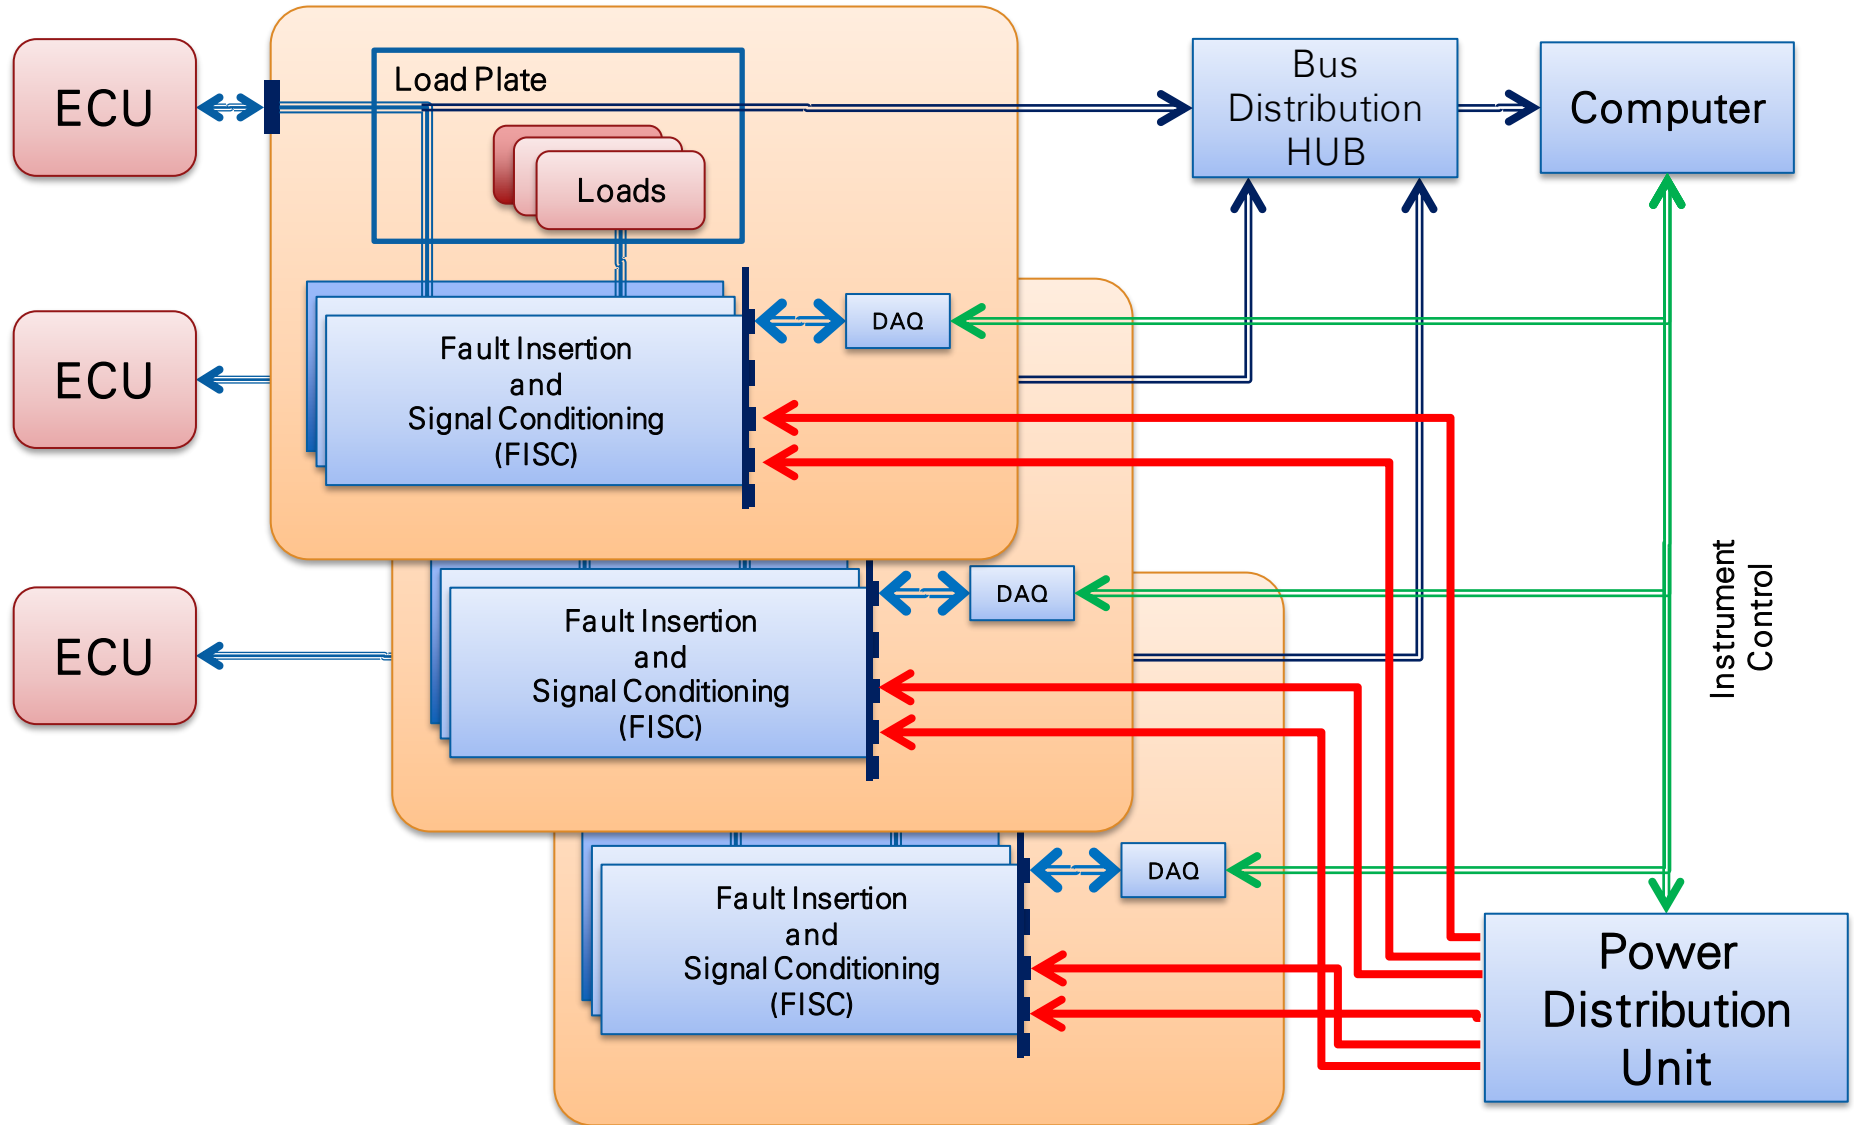 ECU
Load Plate
Loads
Bus
Distribution
HUB
Computer
ECU
Fault Insertion
and
Signal Conditioning
(FISC)
DAQ
ECU
Fault Insertion
and
Signal Conditioning
(FISC)
DAQ
Instrument
Control
Fault Insertion
and
Signal Conditioning
(FISC)
DAQ
Power
Distribution
Unit